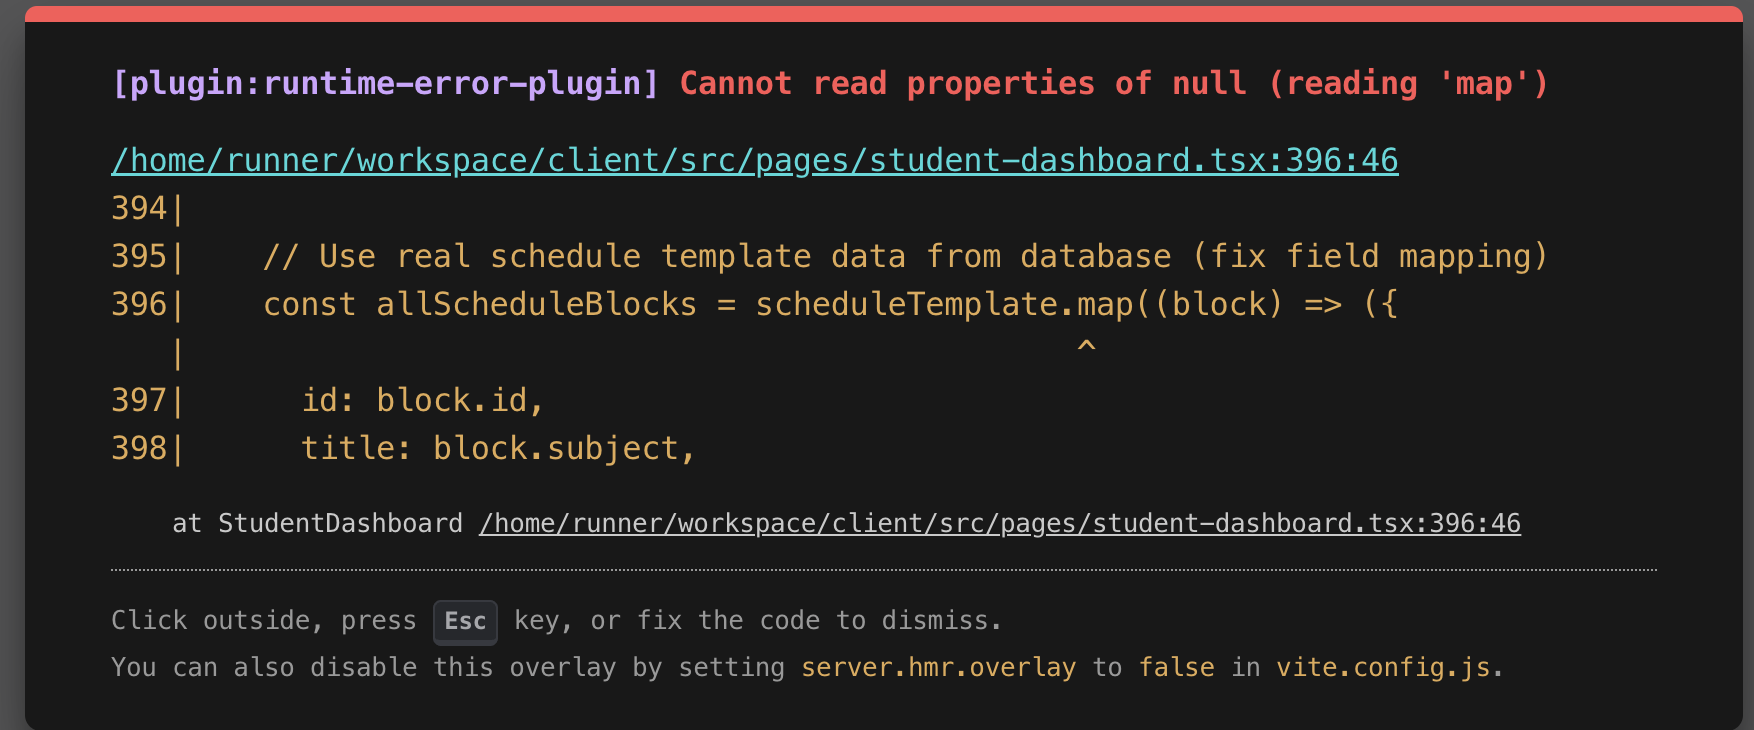 [plugin:runtime-error-plugin] Cannot read properties of null (reading 'map')
/home/runner/workspace/client/src/pages/student-dashboard.tsx:396:46
394|
395|    // Use real schedule template data from database (fix field mapping)
396|    const allScheduleBlocks = scheduleTemplate.map((block) => ({
   |                                               ^
397|      id: block.id,
398|      title: block.subject,
at StudentDashboard /home/runner/workspace/client/src/pages/student-dashboard.tsx:396:46
Click outside, press Esc key, or fix the code to dismiss.
You can also disable this overlay by setting server.hmr.overlay to false in vite.config.js.